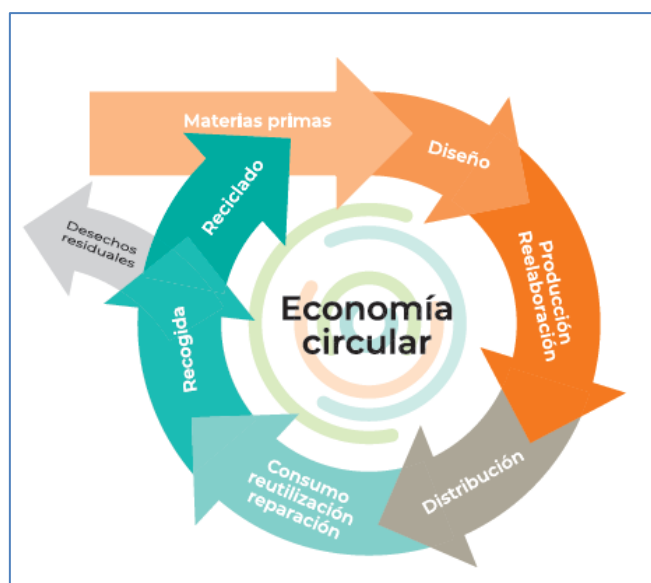 Materias primas
Diseño
Producción
Reelaboración
Distribución
Consumo
reutilización
reparación
Recogida
Reciclado
Desechos
residuales
Economía
circular